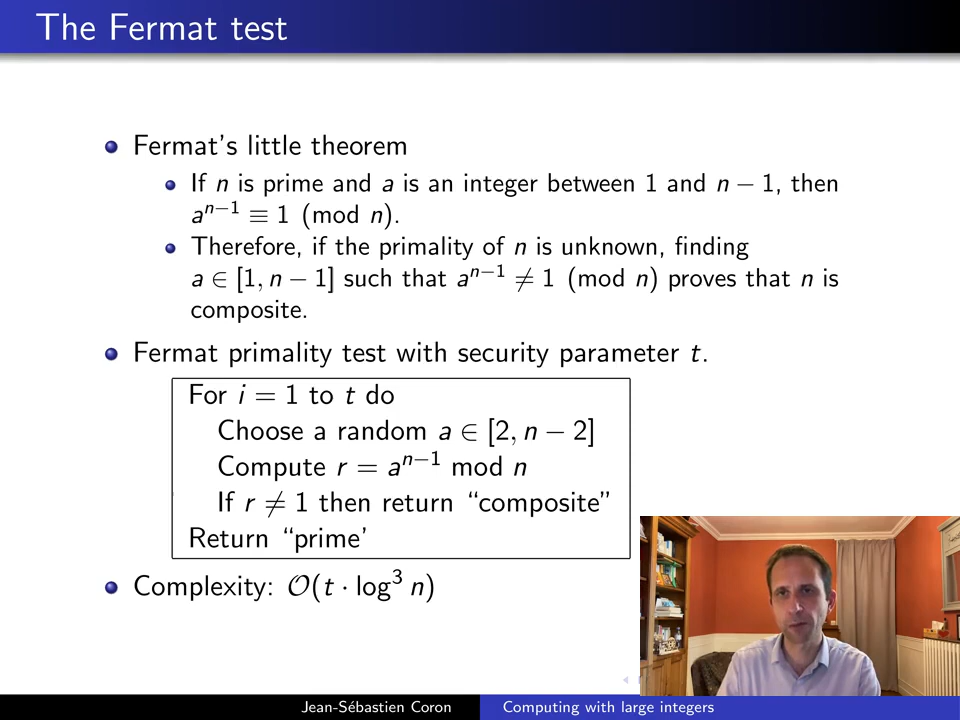 The Fermat test
Fermat's little theorem
If n is prime and a is an integer between 1 and n − 1, then
aⁿ⁻¹ ≡ 1 (mod n).
Therefore, if the primality of n is unknown, finding
a ∈ [1, n − 1] such that aⁿ⁻¹ ≠ 1 (mod n) proves that n is
composite.
Fermat primality test with security parameter t.
For i = 1 to t do
Choose a random a ∈ [2, n − 2]
Compute r = aⁿ⁻¹ mod n
If r ≠ 1 then return “composite”
Return “prime’
Complexity: 𝒪(t · log³ n)
Jean-Sébastien Coron
Computing with large integers